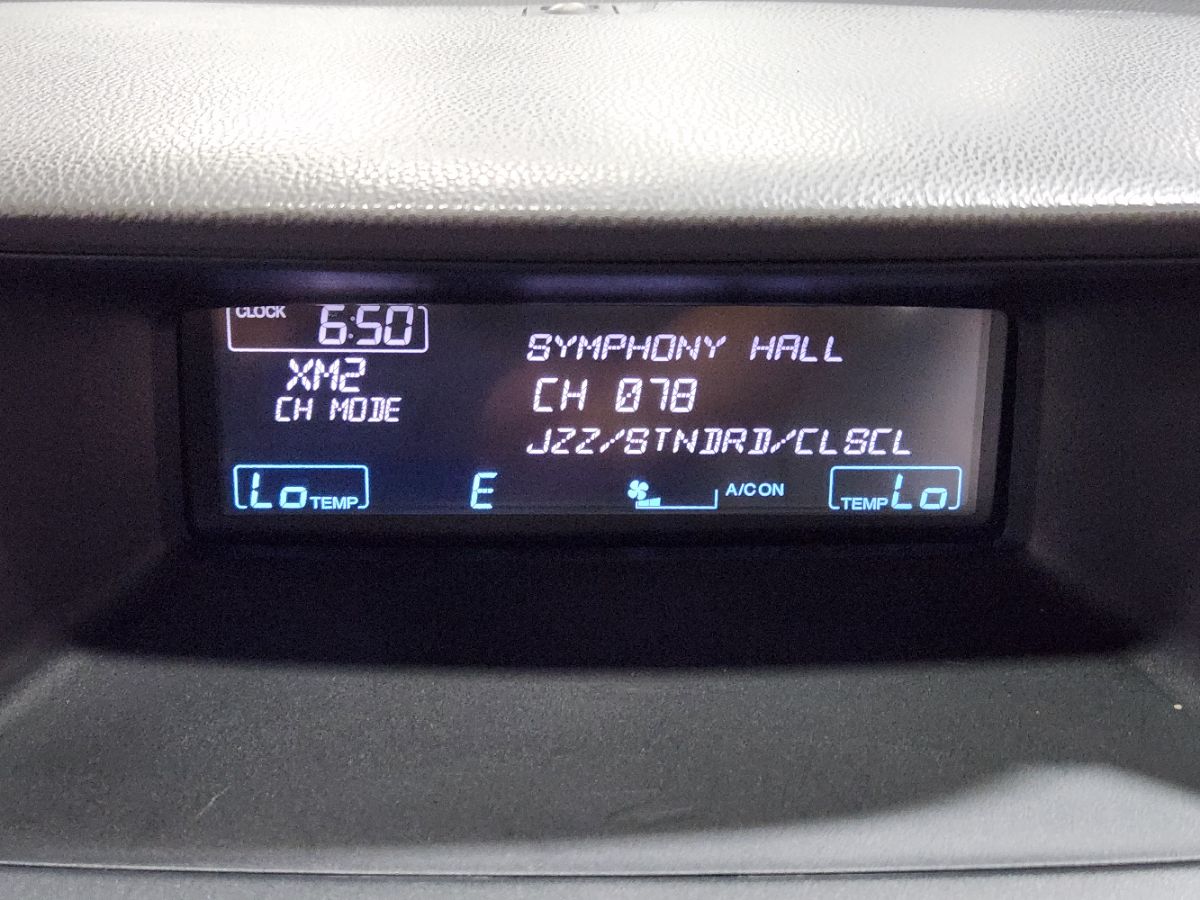 CLOCK 6:50
XM2
CH MODE
SYMPHONY HALL
CH 078
JZZ/STNDRD/CLSCL
Lo TEMP
E
A/C ON
TEMP Lo